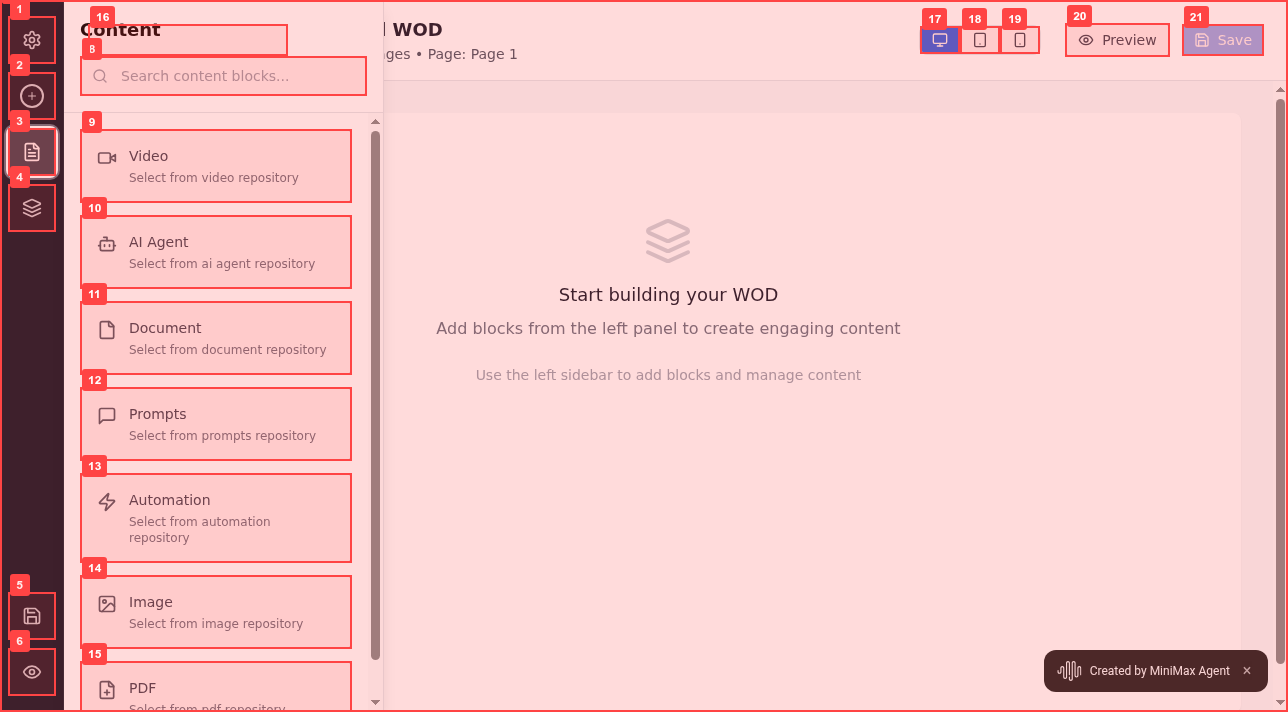 1
2
3
4
5
6
16
Content
8
Search content blocks...
9
Video
Select from video repository
10
AI Agent
Select from ai agent repository
11
Document
Select from document repository
12
Prompts
Select from prompts repository
13
Automation
Select from automation
repository
14
Image
Select from image repository
15
PDF
Select from pdf repository
WOD
ges • Page: Page 1
17
18
19
20
Preview
21
Save
Start building your WOD
Add blocks from the left panel to create engaging content
Use the left sidebar to add blocks and manage content
Created by MiniMax Agent ×